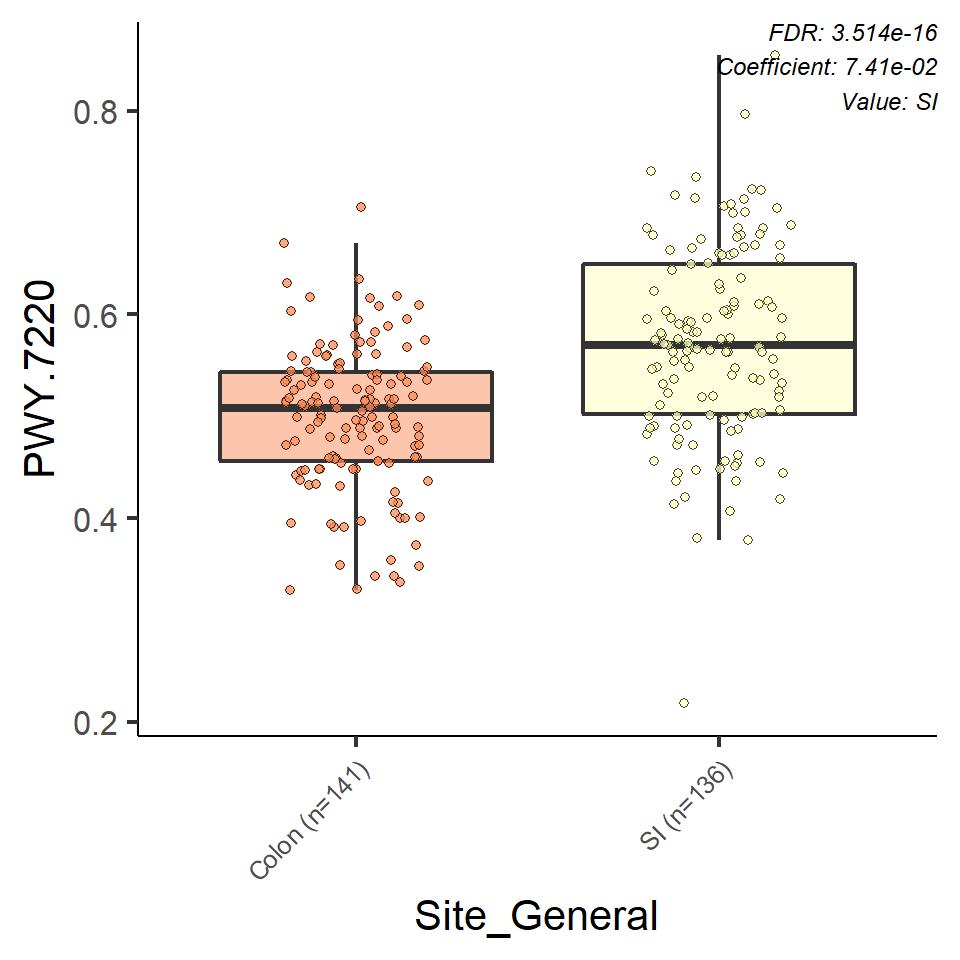 FDR: 3.514e-16
Coefficient: 7.41e-02
Value: SI
PWY.7220
0.8
0.6
0.4
0.2
Colon (n=141)
SI (n=136)
Site_General